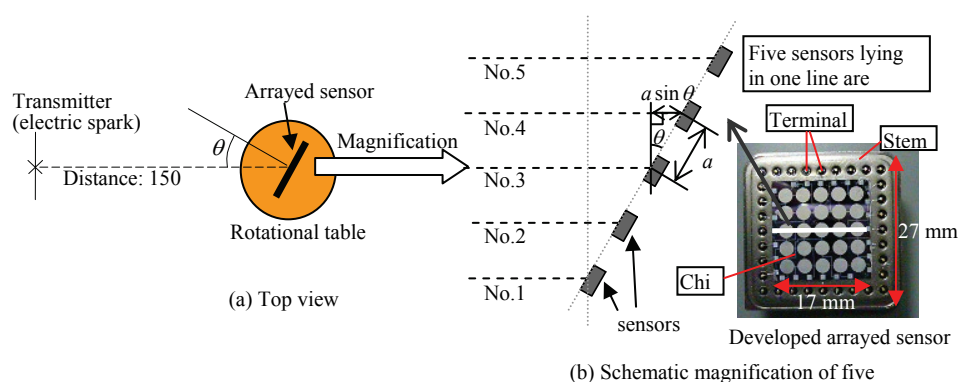 Transmitter
(electric spark)
Arrayed sensor
θ
Magnification
Distance: 150
Rotational table
(a) Top view
No.5
No.4
No.3
No.2
No.1
a sin θ
θ
a
sensors
Five sensors lying
in one line are
Terminal
Stem
Chi
27 mm
17 mm
Developed arrayed sensor
(b) Schematic magnification of five